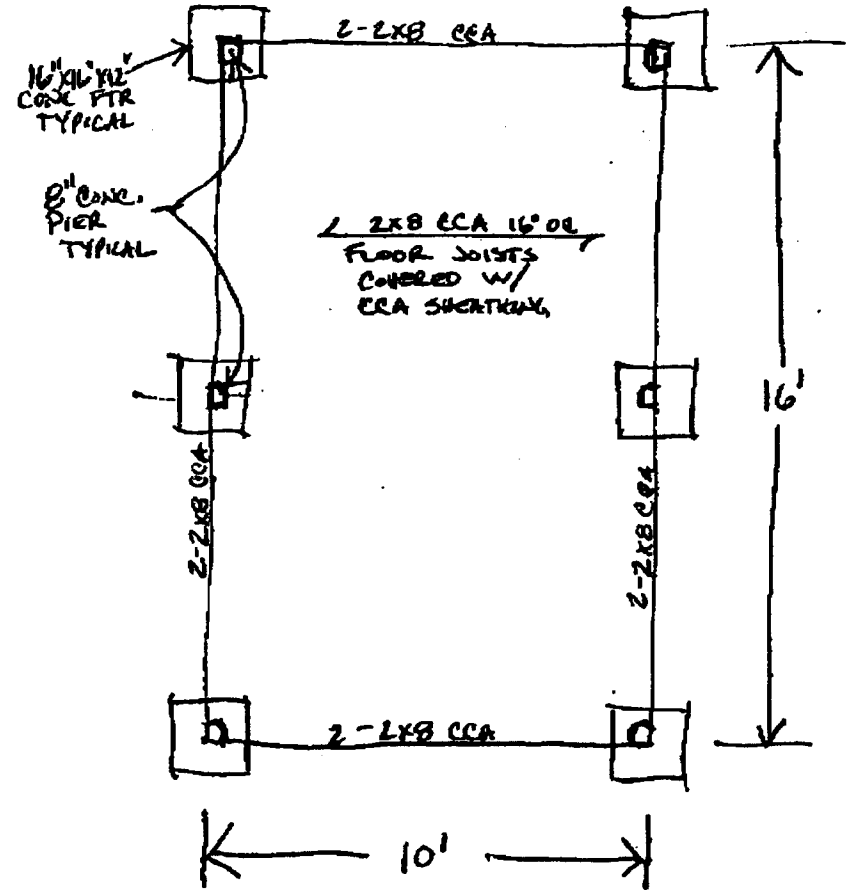 2-2x8 CCA
16"x16"x12"
CONC FTR
TYPICAL
8" CONC.
PIER
TYPICAL
2x8 CCA 16" OC
FLOOR JOISTS
COVERED W/
CCA SHEATHING
16'
2-2x8 CCA
2-2x8 CCA
2-2x8 CCA
10'